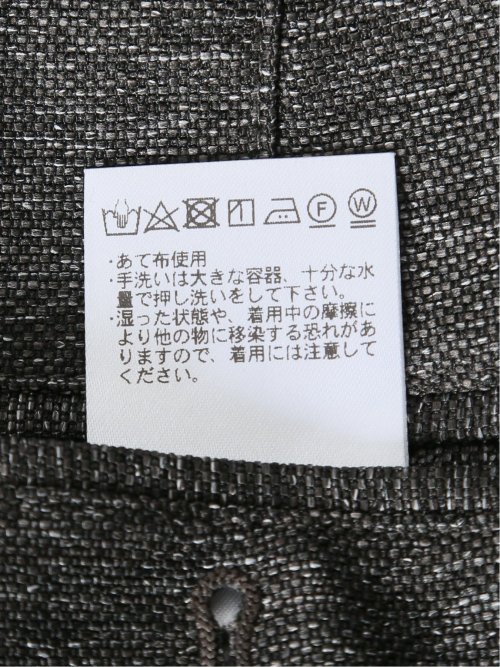 F W
・あて布使用
・手洗いは大きな容器、十分な水
量で押し洗いをして下さい。
・湿った状態や、着用中の摩擦に
より他の物に移染する恐れがあ
りますので、着用には注意して
ください。